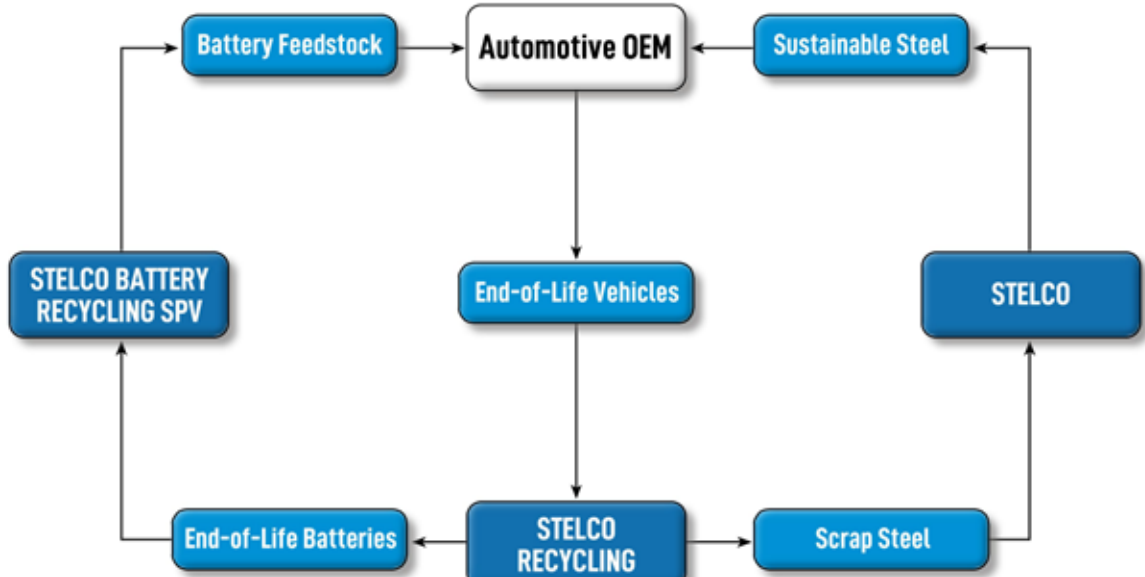 Battery Feedstock
Automotive OEM
Sustainable Steel
STELCO BATTERY
RECYCLING SPV
End-of-Life Vehicles
STELCO
End-of-Life Batteries
STELCO
RECYCLING
Scrap Steel